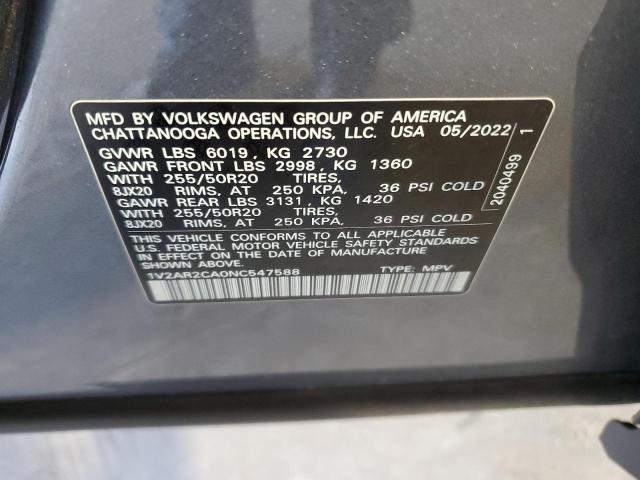 MFD BY VOLKSWAGEN GROUP OF AMERICA
CHATTANOOGA OPERATIONS, LLC. USA 05/2022
GVWR LBS 6019, KG 2730
GAWR FRONT LBS 2998, KG 1360
WITH 255/50R20 TIRES,
8JX20 RIMS, AT 250 KPA, 36 PSI COLD
GAWR REAR LBS 3131, KG 1420
WITH 255/50R20 TIRES,
8JX20 RIMS, AT 250 KPA, 36 PSI COLD
THIS VEHICLE CONFORMS TO ALL APPLICABLE
U.S. FEDERAL MOTOR VEHICLE SAFETY STANDARDS
IN EFFECT ON THE DATE OF MANUFACTURE
SHOWN ABOVE.
1V2AR2CA0NC547588 TYPE: MPV
2040499 1